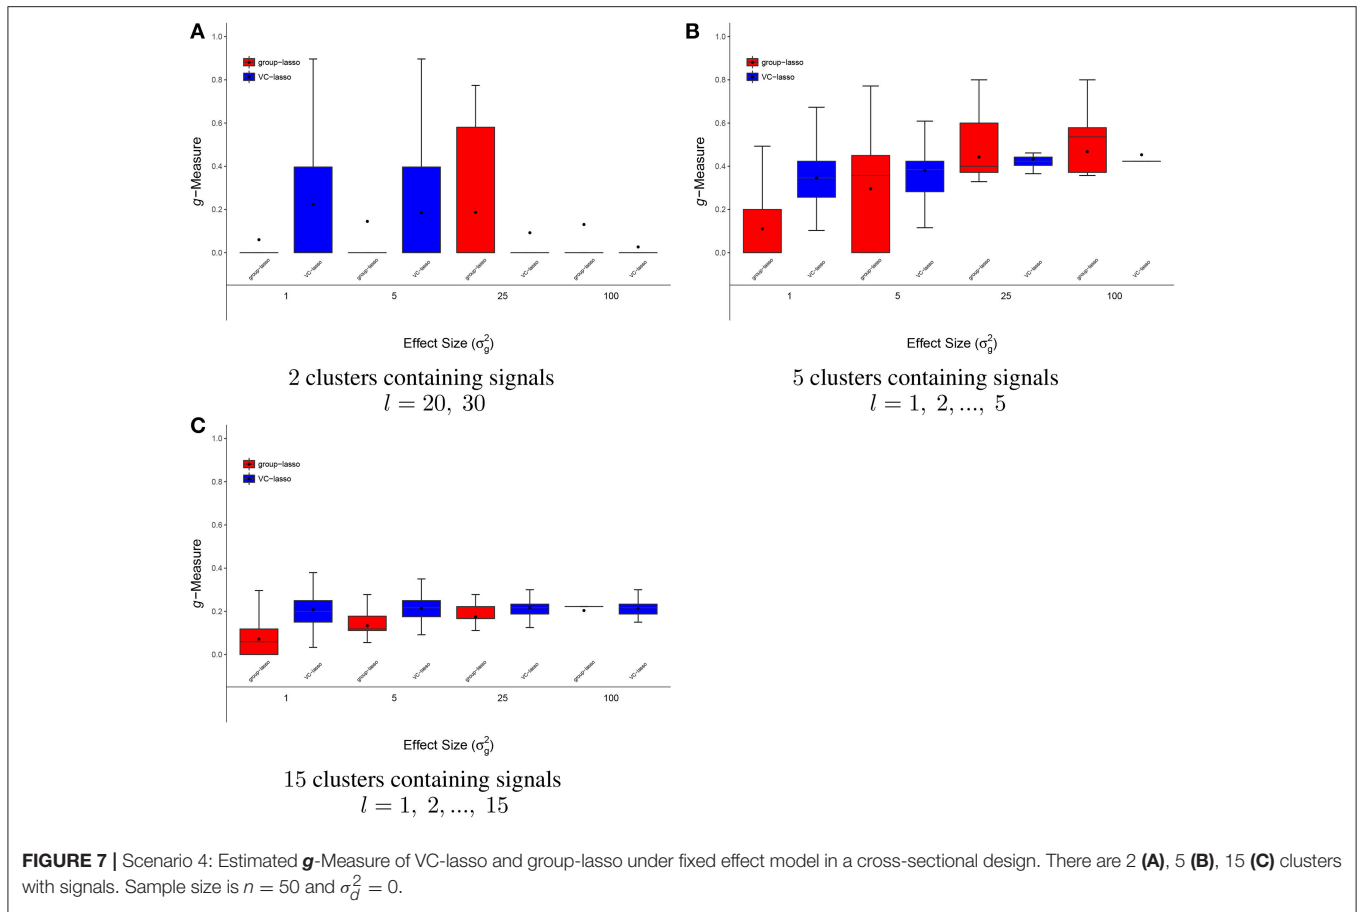 A
1.0
0.8
0.6
0.4
0.2
0.0
g−Measure
group−lasso
VC−lasso
group−lasso
VC−lasso
group−lasso
VC−lasso
group−lasso
VC−lasso
group−lasso
VC−lasso
1
5
25
100
Effect Size (σ²g)
2 clusters containing signals
l = 20, 30
B
1.0
0.8
0.6
0.4
0.2
0.0
g−Measure
group−lasso
VC−lasso
group−lasso
VC−lasso
group−lasso
VC−lasso
group−lasso
VC−lasso
group−lasso
VC−lasso
1
5
25
100
Effect Size (σ²g)
5 clusters containing signals
l = 1, 2, ..., 5
C
1.0
0.8
0.6
0.4
0.2
0.0
g−Measure
group−lasso
VC−lasso
group−lasso
VC−lasso
group−lasso
VC−lasso
group−lasso
VC−lasso
group−lasso
VC−lasso
1
5
25
100
Effect Size (σ²g)
15 clusters containing signals
l = 1, 2, ..., 15
FIGURE 7 | Scenario 4: Estimated g-Measure of VC-lasso and group-lasso under fixed effect model in a cross-sectional design. There are 2 (A), 5 (B), 15 (C) clusters
with signals. Sample size is n = 50 and σ²d = 0.